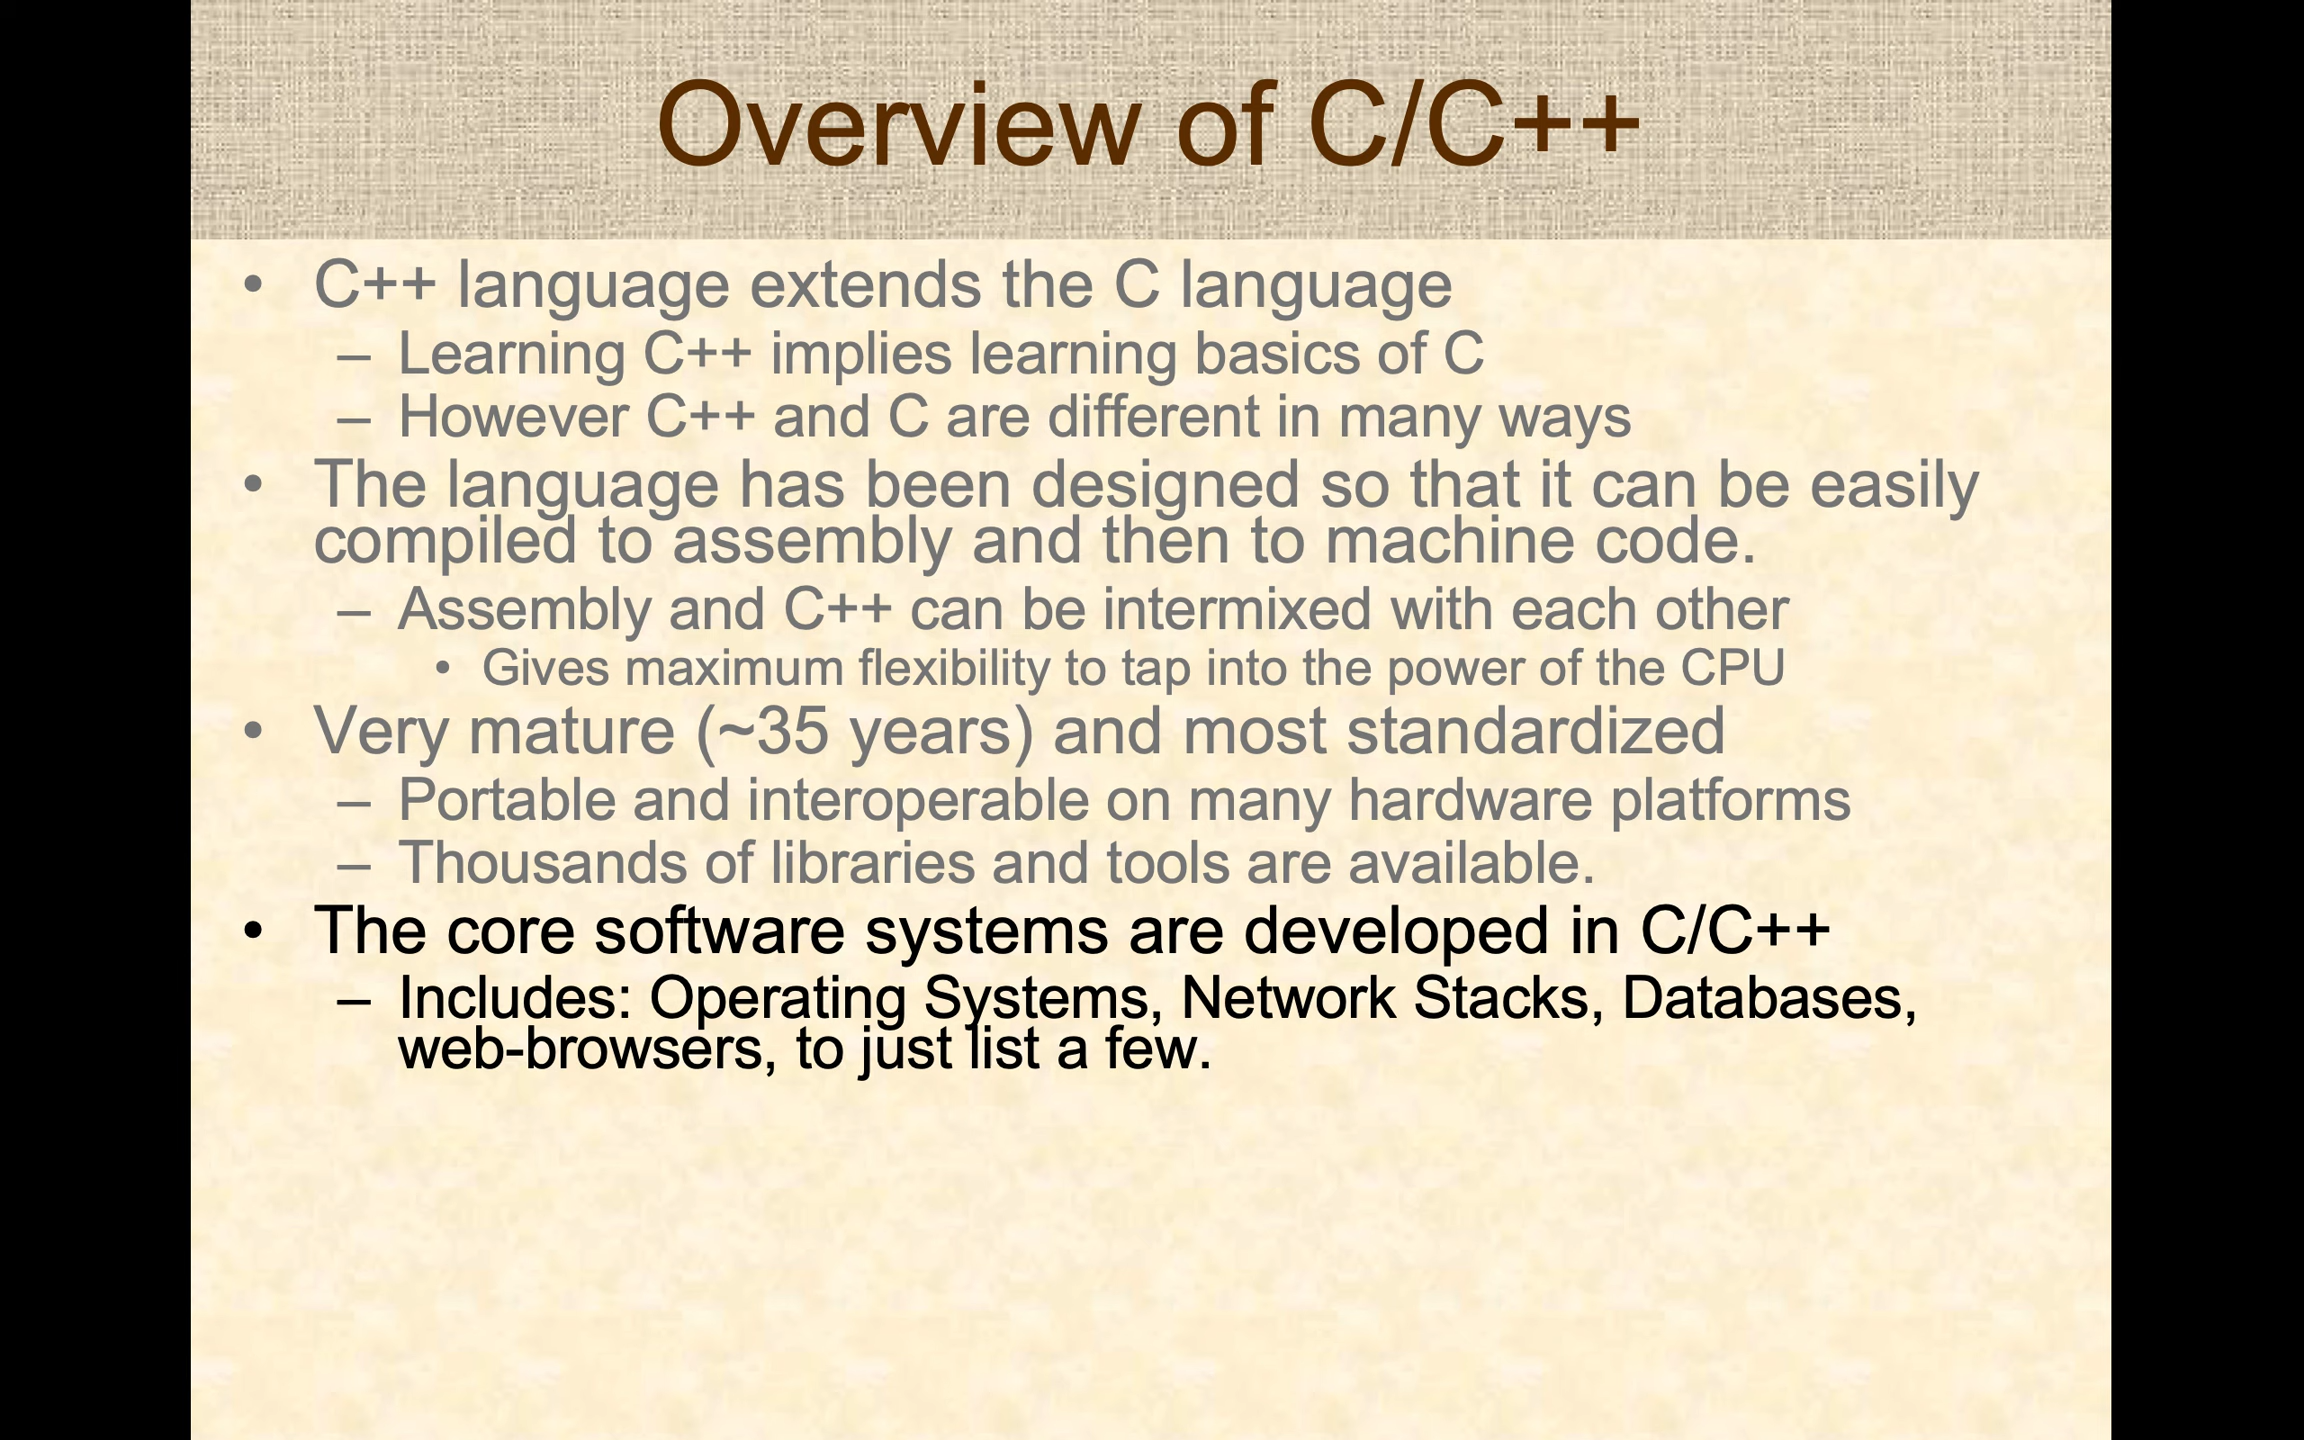 Overview of C/C++
• C++ language extends the C language
– Learning C++ implies learning basics of C
– However C++ and C are different in many ways
• The language has been designed so that it can be easily
compiled to assembly and then to machine code.
– Assembly and C++ can be intermixed with each other
• Gives maximum flexibility to tap into the power of the CPU
• Very mature (~35 years) and most standardized
– Portable and interoperable on many hardware platforms
– Thousands of libraries and tools are available.
• The core software systems are developed in C/C++
– Includes: Operating Systems, Network Stacks, Databases,
web-browsers, to just list a few.